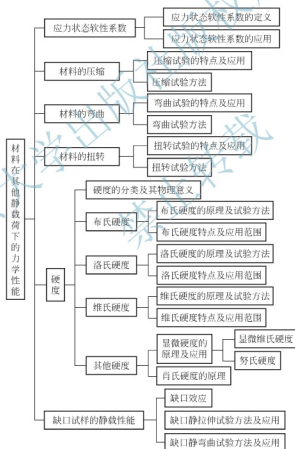 材料在其他静载荷下的力学性能
应力状态软性系数
应力状态软性系数的定义
应力状态软性系数的应用
材料的压缩
压缩试验的特点及应用
压缩试验方法
材料的弯曲
弯曲试验的特点及应用
弯曲试验方法
材料的扭转
扭转试验的特点及应用
扭转试验方法
硬度
硬度的分类及其物理意义
布氏硬度
布氏硬度的原理及试验方法
布氏硬度特点及应用范围
洛氏硬度
洛氏硬度的原理及试验方法
洛氏硬度特点及应用范围
维氏硬度
维氏硬度的原理及试验方法
维氏硬度特点及应用范围
其他硬度
显微硬度的
原理及应用
显微维氏硬度
努氏硬度
肖氏硬度的原理
缺口试样的静载性能
缺口效应
缺口静拉伸试验方法及应用
缺口静弯曲试验方法及应用
大学出版社版权所有
禁止转载